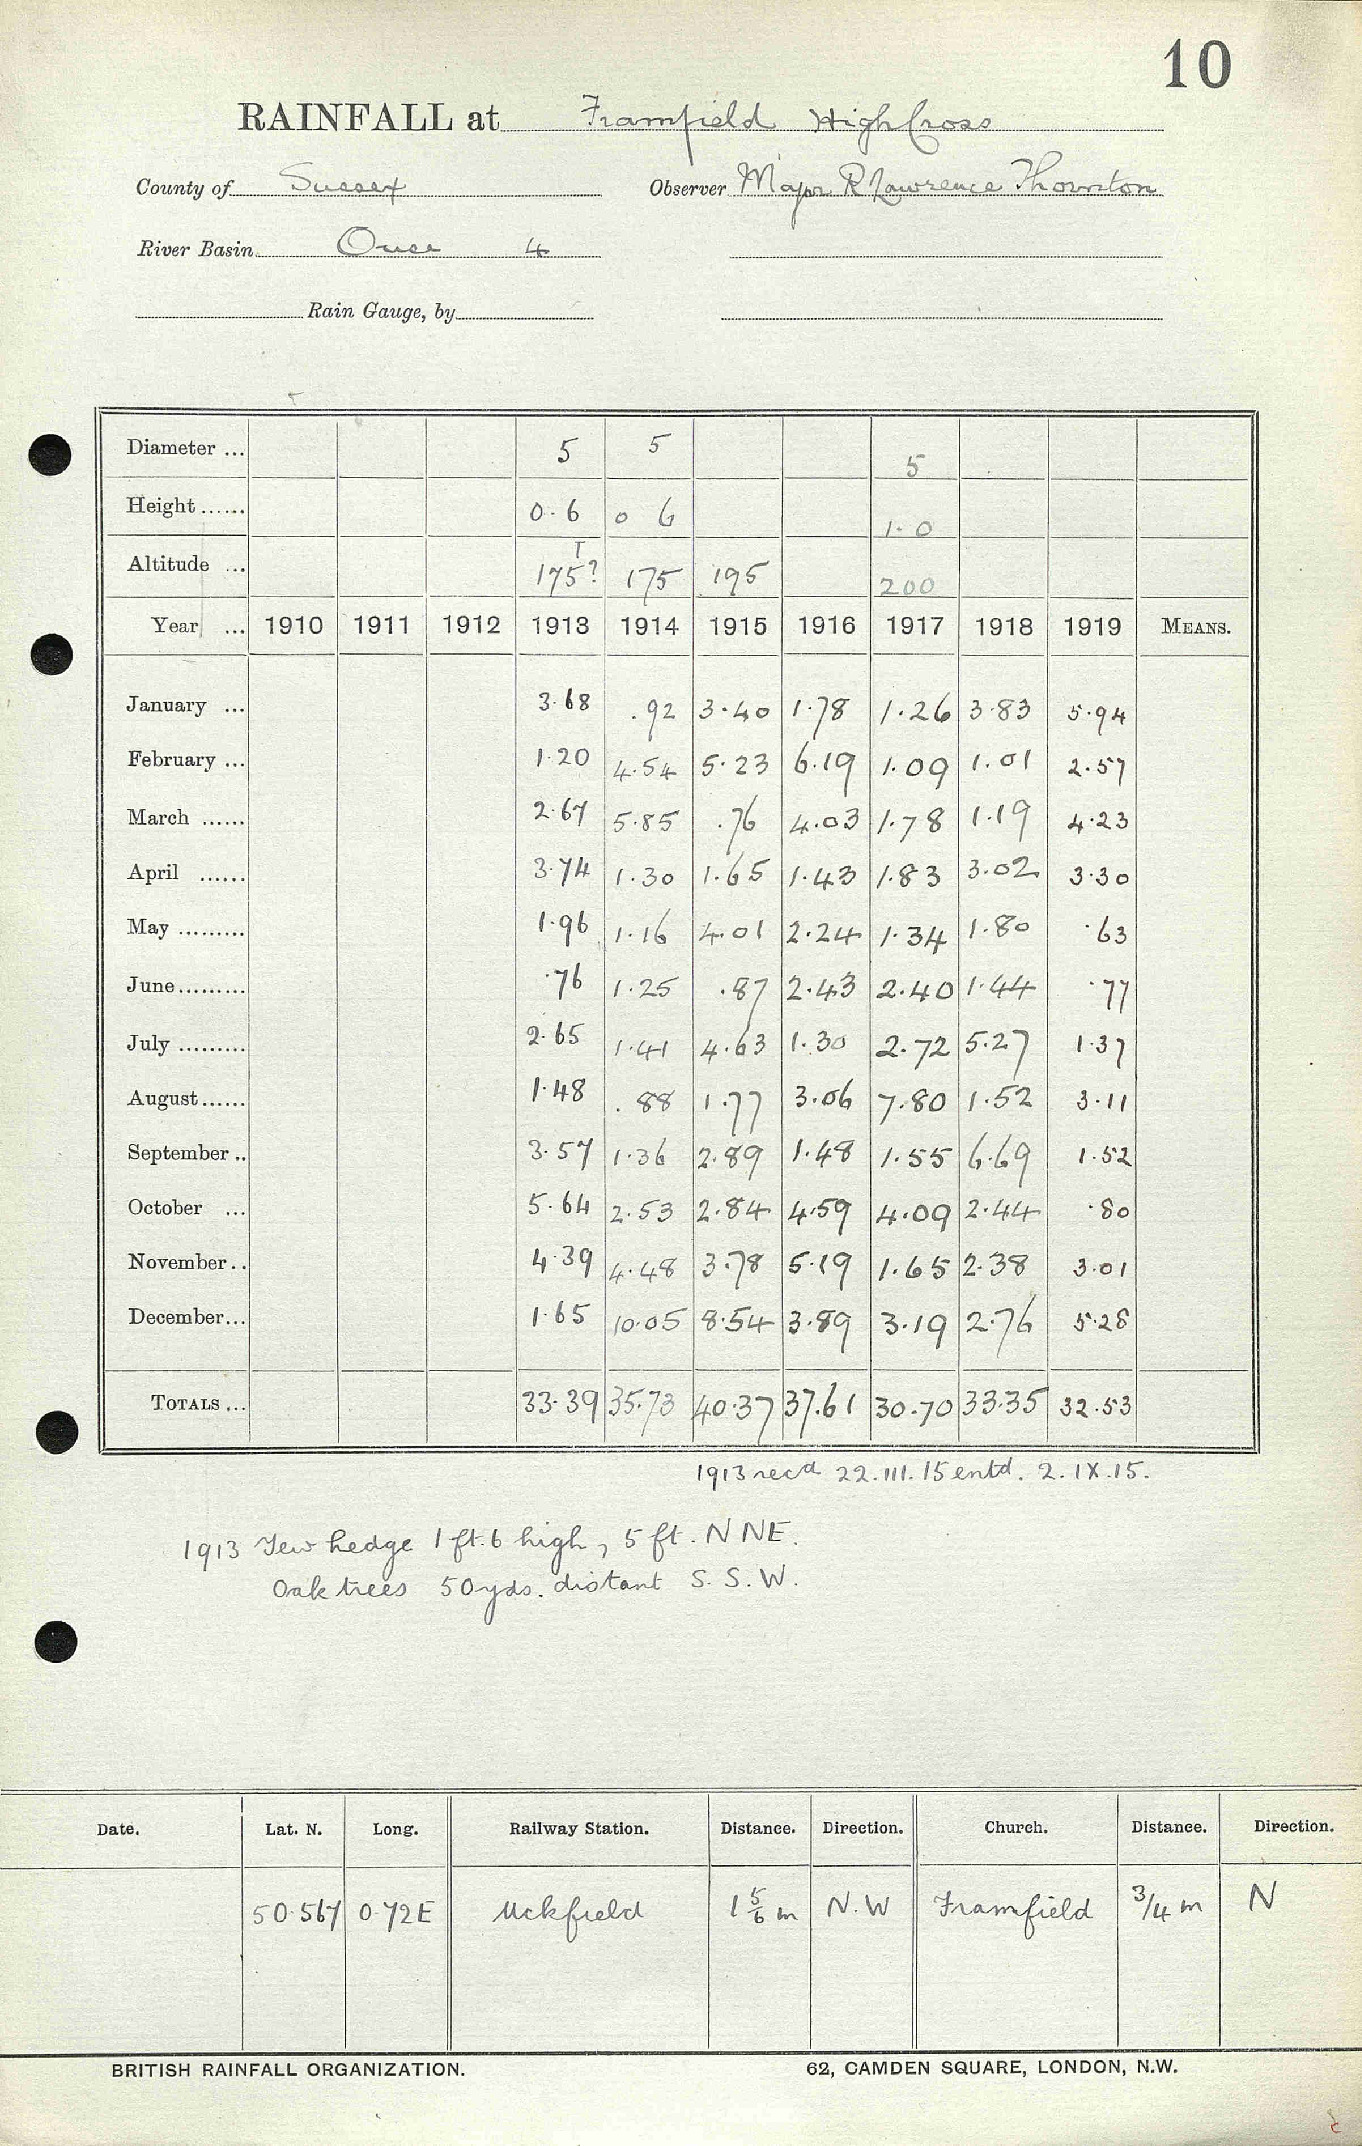 10
RAINFALL at Framfield High Cross
County of Sussex Observer Major R Lawrence Thornton
River Basin Ouse 4
Rain Gauge, by
Diameter ... 5 5 5
Height ...... 0.6 0 6 1.0
Altitude ... 175? T 175 195 200
Year ... 1910 1911 1912 1913 1914 1915 1916 1917 1918 1919 MEANS.
January ... 3.68 .92 3.40 1.78 1.26 3.83 5.94
February ... 1.20 4.54 5.23 6.19 1.09 1.01 2.57
March ...... 2.67 5.85 .76 4.03 1.78 1.19 4.23
April ...... 3.74 1.30 1.65 1.43 1.83 3.02 3.30
May ......... 1.96 1.16 4.01 2.24 1.34 1.80 .63
June......... .76 1.25 .87 2.43 2.40 1.44 .77
July ......... 2.65 1.41 4.63 1.30 2.72 5.27 1.37
August...... 1.48 .88 1.77 3.06 7.80 1.52 3.11
September .. 3.57 1.36 2.89 1.48 1.55 6.69 1.52
October ... 5.64 2.53 2.84 4.59 4.09 2.44 .80
November.. 4.39 4.48 3.78 5.19 1.65 2.38 3.01
December... 1.65 10.05 8.54 3.89 3.19 2.76 5.28
TOTALS ... 33.39 35.73 40.37 37.61 30.70 33.35 32.53
1913 recd 22.III.15 entd. 2.IX.15.
1913 Yew hedge 1 ft. 6 high, 5 ft. N NE.
Oak trees 50 yds. distant S. S. W.
Date. Lat. N. Long. Railway Station. Distance. Direction. Church. Distance. Direction.
50.567 0.72E Uckfield 1 5/6 m N.W Framfield 3/4 m N
BRITISH RAINFALL ORGANIZATION. 62, CAMDEN SQUARE, LONDON, N.W.